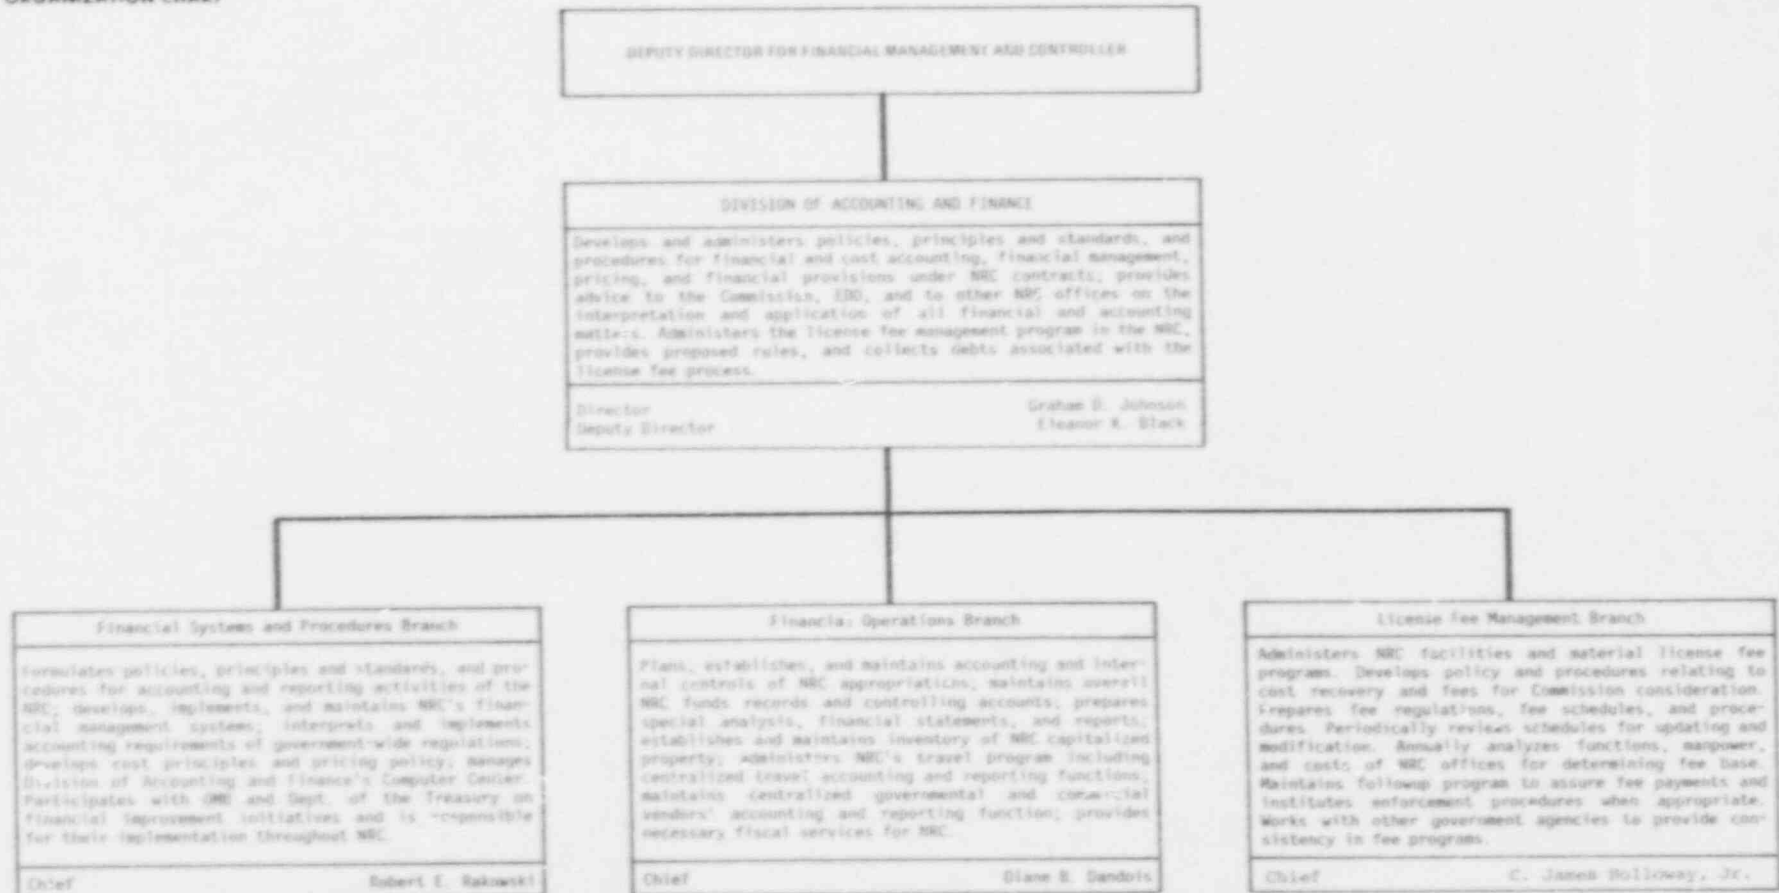 ORGANIZATION CHART
DEPUTY DIRECTOR FOR FINANCIAL MANAGEMENT AND CONTROLLER
DIVISION OF ACCOUNTING AND FINANCE
Develops and administers policies, principles and standards, and
procedures for financial and cost accounting, financial management,
pricing, and financial provisions under NRC contracts; provides
advice to the Commission, EDO, and to other NRC offices on the
interpretation and application of all financial and accounting
matters. Administers the license fee management program in the NRC,
provides proposed rules, and collects debts associated with the
license fee process.
Director Graham D. Johnson
Deputy Director Eleanor K. Black
Financial Systems and Procedures Branch
Formulates policies, principles and standards, and pro-
cedures for accounting and reporting activities of the
NRC; develops, implements, and maintains NRC's finan-
cial management systems; interprets and implements
accounting requirements of government-wide regulations;
develops cost principles and pricing policy; manages
Division of Accounting and Finance's Computer Center.
Participates with OMB and Dept. of the Treasury on
financial improvement initiatives and is responsible
for their implementation throughout NRC.
Chief Robert E. Rakowski
Financial Operations Branch
Plans, establishes, and maintains accounting and inter-
nal controls of NRC appropriations; maintains overall
NRC funds records and controlling accounts; prepares
special analysis, financial statements, and reports;
establishes and maintains inventory of NRC capitalized
property; administers NRC's travel program including
centralized travel accounting and reporting functions;
maintains centralized governmental and commercial
vendors' accounting and reporting function; provides
necessary fiscal services for NRC.
Chief Diane B. Dandois
License Fee Management Branch
Administers NRC facilities and material license fee
programs. Develops policy and procedures relating to
cost recovery and fees for Commission consideration.
Prepares fee regulations, fee schedules, and proce-
dures. Periodically reviews schedules for updating and
modification. Annually analyzes functions, manpower,
and costs of NRC offices for determining fee base.
Maintains followup program to assure fee payments and
institutes enforcement procedures when appropriate.
Works with other government agencies to provide con-
sistency in fee programs.
Chief C. James Holloway, Jr.